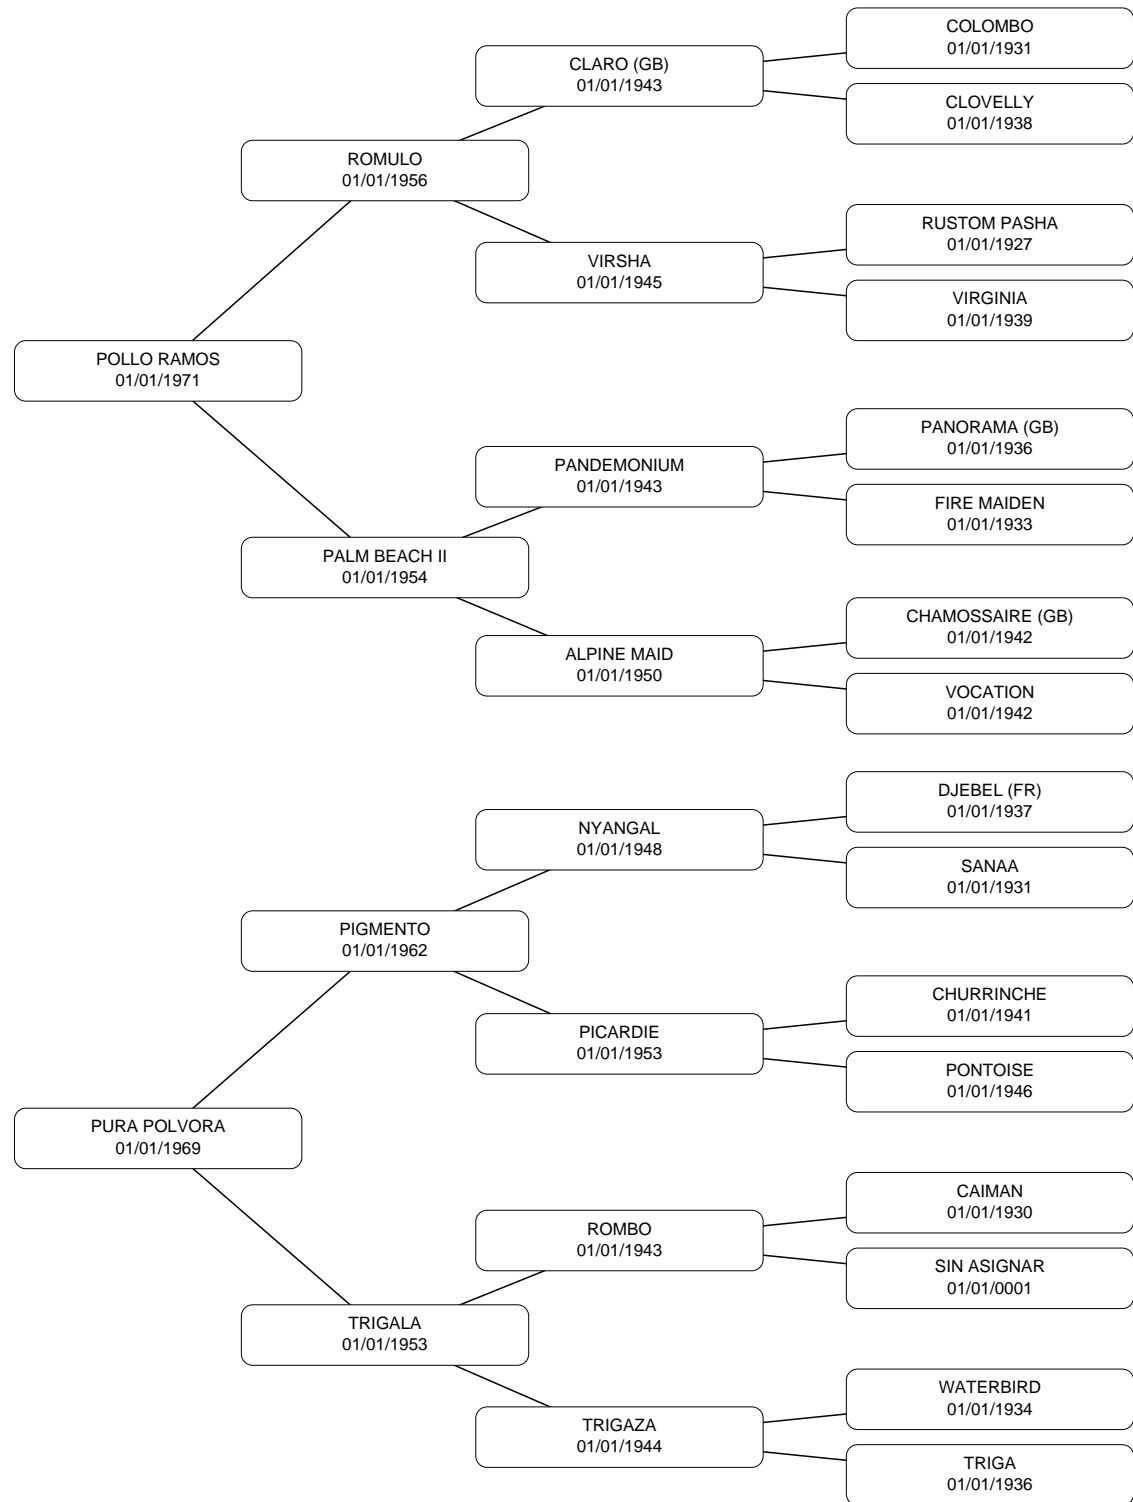 COLOMBO
01/01/1931
CLARO (GB)
01/01/1943
CLOVELLY
01/01/1938
ROMULO
01/01/1956
RUSTOM PASHA
01/01/1927
VIRSHA
01/01/1945
VIRGINIA
01/01/1939
POLLO RAMOS
01/01/1971
PANORAMA (GB)
01/01/1936
PANDEMONIUM
01/01/1943
FIRE MAIDEN
01/01/1933
PALM BEACH II
01/01/1954
CHAMOSSAIRE (GB)
01/01/1942
ALPINE MAID
01/01/1950
VOCATION
01/01/1942
DJEBEL (FR)
01/01/1937
NYANGAL
01/01/1948
SANAA
01/01/1931
PIGMENTO
01/01/1962
CHURRINCHE
01/01/1941
PICARDIE
01/01/1953
PONTOISE
01/01/1946
PURA POLVORA
01/01/1969
CAIMAN
01/01/1930
ROMBO
01/01/1943
SIN ASIGNAR
01/01/0001
TRIGALA
01/01/1953
WATERBIRD
01/01/1934
TRIGAZA
01/01/1944
TRIGA
01/01/1936